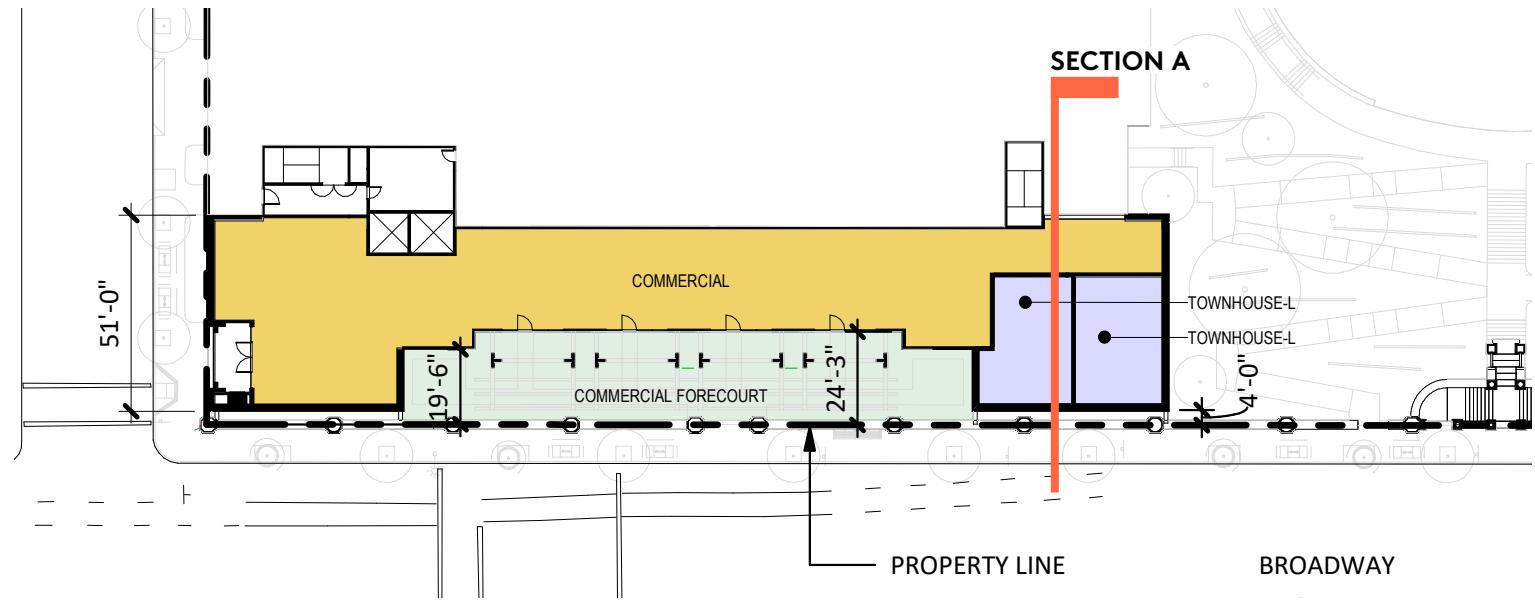 SECTION A
COMMERCIAL
TOWNHOUSE-L
TOWNHOUSE-L
51'-0"
19'-6"
COMMERCIAL FORECOURT
24'-3"
4'-0"
PROPERTY LINE
BROADWAY